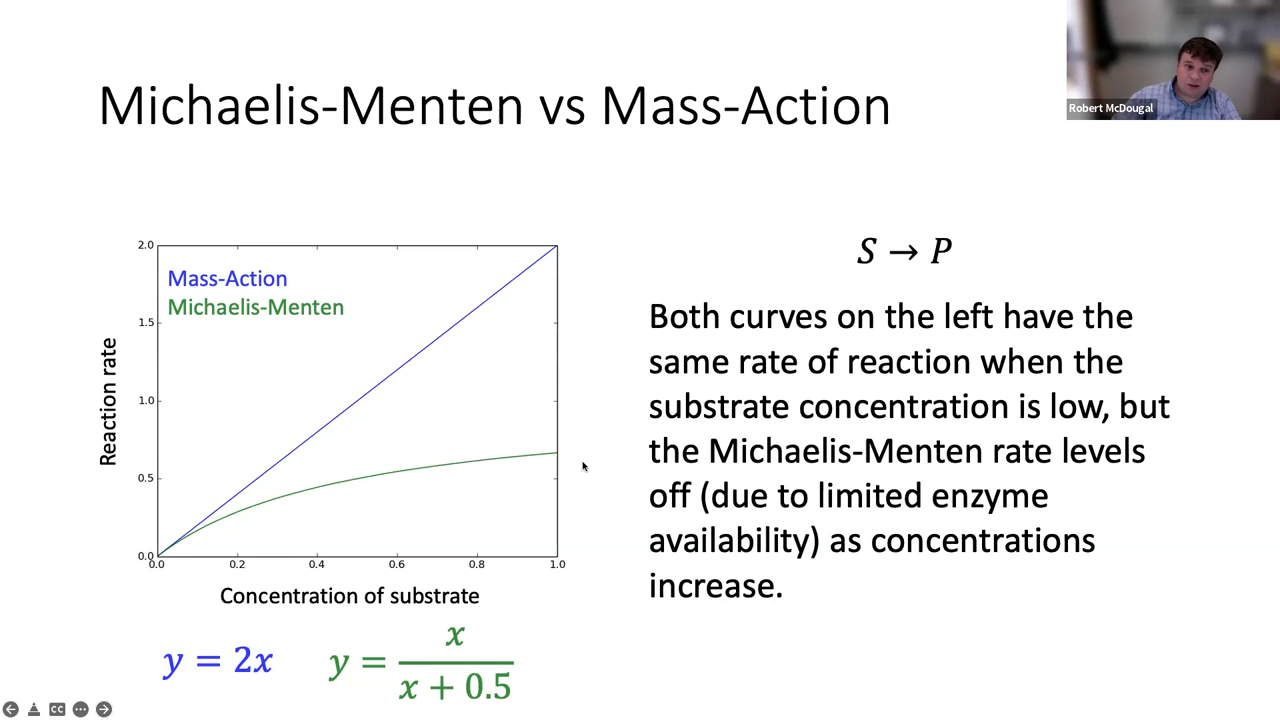 Michaelis-Menten vs Mass-Action
Robert McDougal
2.0
1.5
1.0
0.5
0.0
Reaction rate
Mass-Action
Michaelis-Menten
0.0 0.2 0.4 0.6 0.8 1.0
Concentration of substrate
y = 2x
y = x / (x + 0.5)
S → P
Both curves on the left have the
same rate of reaction when the
substrate concentration is low, but
the Michaelis-Menten rate levels
off (due to limited enzyme
availability) as concentrations
increase.
CC